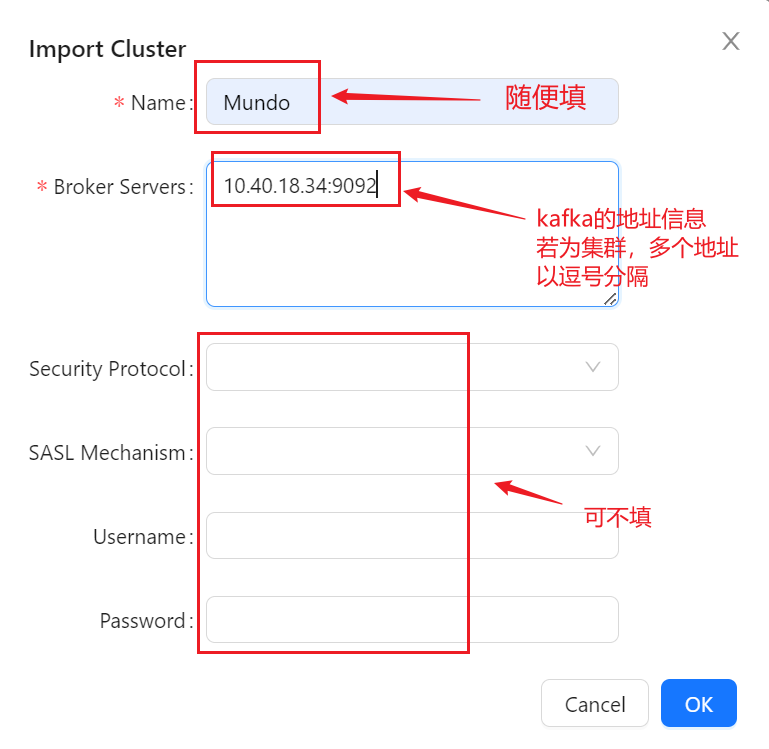 Import Cluster
* Name: Mundo
随便填
* Broker Servers: 10.40.18.34:9092
kafka的地址信息
若为集群，多个地址
以逗号分隔
Security Protocol:
SASL Mechanism:
可不填
Username:
Password:
Cancel
OK